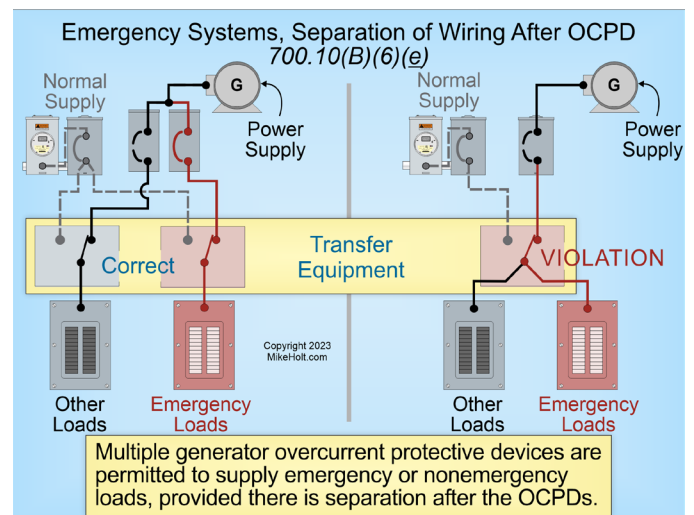 Emergency Systems, Separation of Wiring After OCPD
700.10(B)(6)(e)
Normal
Supply
G
Power
Supply
Correct
Other
Loads
Emergency
Loads
Transfer
Equipment
Copyright 2023
MikeHolt.com
Normal
Supply
G
Power
Supply
VIOLATION
Other
Loads
Emergency
Loads
Multiple generator overcurrent protective devices are
permitted to supply emergency or nonemergency
loads, provided there is separation after the OCPDs.